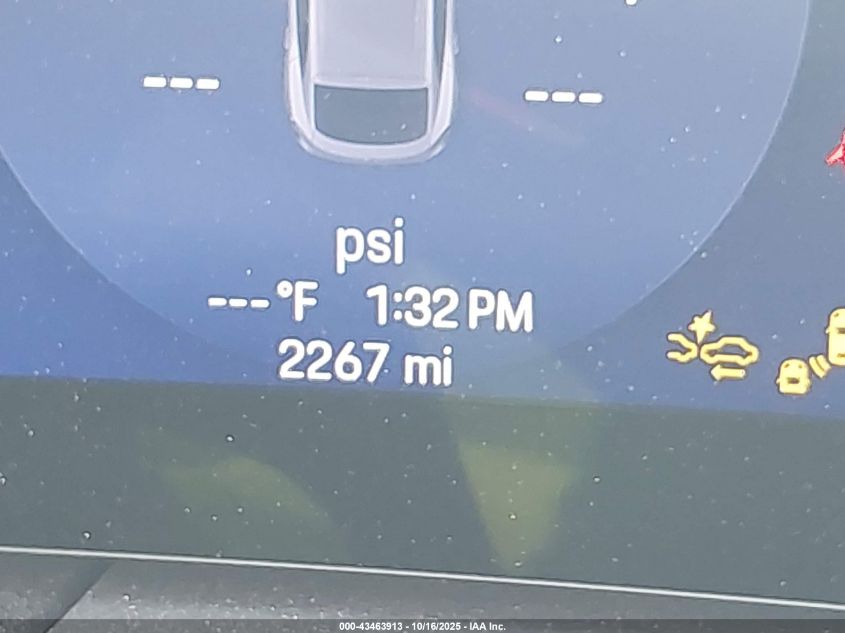 --- ---
psi
---°F 1:32 PM
2267 mi
000-43463913 - 10/16/2025 - IAA Inc.